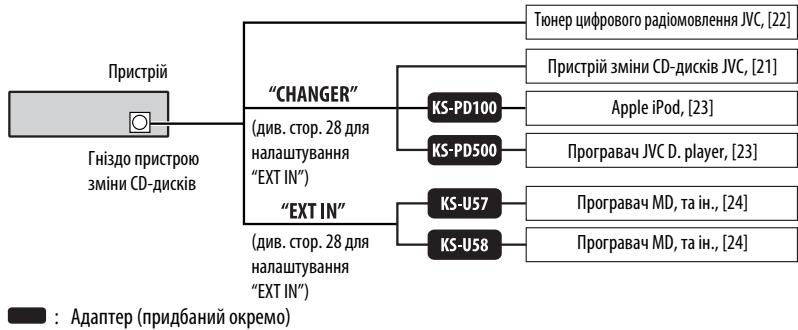 Тюнер цифрового радіомовлення JVC, [22]
Пристрій
Гніздо пристрою
зміни CD-дисків
“CHANGER”
(див. стор. 28 для
налаштування
“EXT IN”)
Пристрій зміни CD-дисків JVC, [21]
KS-PD100
Apple iPod, [23]
KS-PD500
Програвач JVC D. player, [23]
“EXT IN”
(див. стор. 28 для
налаштування
“EXT IN”)
KS-U57
Програвач MD, та ін., [24]
KS-U58
Програвач MD, та ін., [24]
: Адаптер (придбаний окремо)